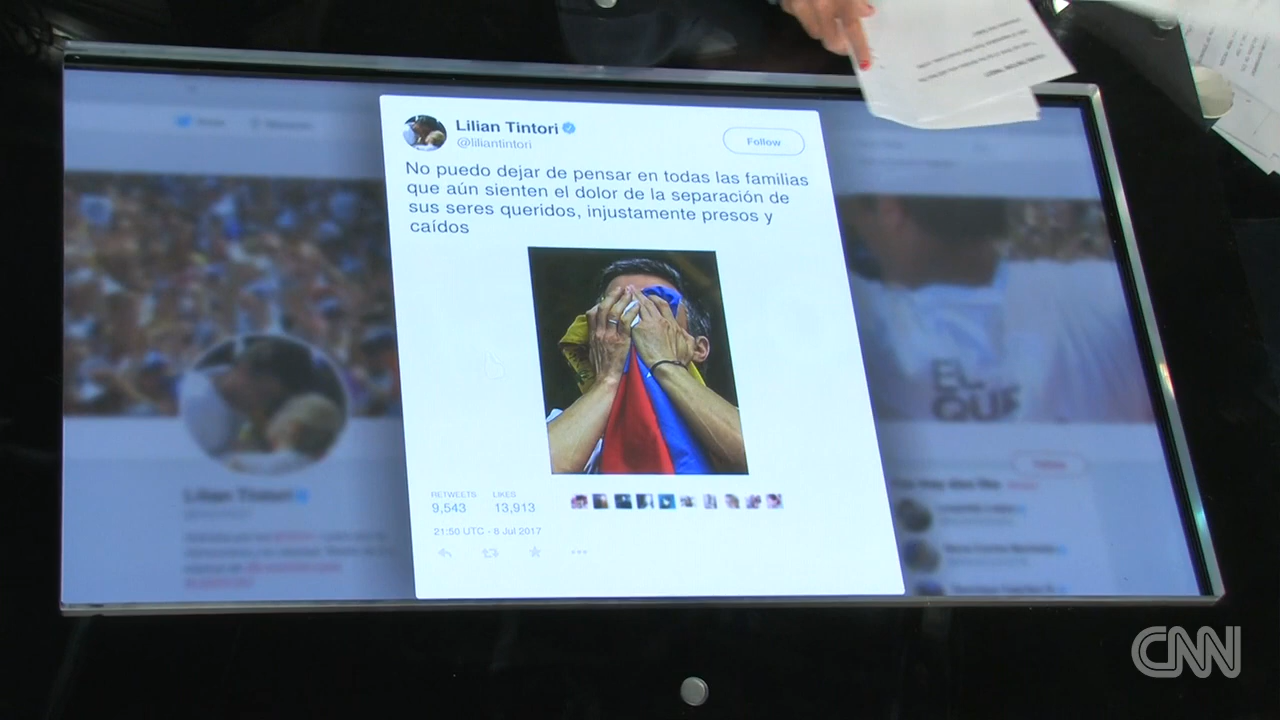 Lilian Tintori
@liliantintori
Follow
No puedo dejar de pensar en todas las familias
que aún sienten el dolor de la separación de
sus seres queridos, injustamente presos y
caídos
RETWEETS
LIKES
9,543
13,913
21:50 UTC - 8 Jul 2017
Lilian Tintori
EL
QUE
CNN